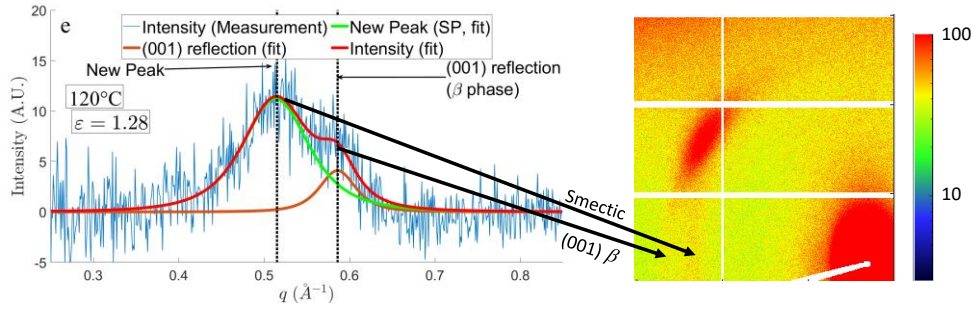 e
Intensity (Measurement)
New Peak (SP, fit)
(001) reflection (fit)
Intensity (fit)
New Peak
(001) reflection
(β phase)
120°C
ε = 1.28
Intensity (A.U.)
20
15
10
5
0
-5
0.3
0.4
0.5
0.6
0.7
0.8
q (Å⁻¹)
Smectic
(001) β
100
10